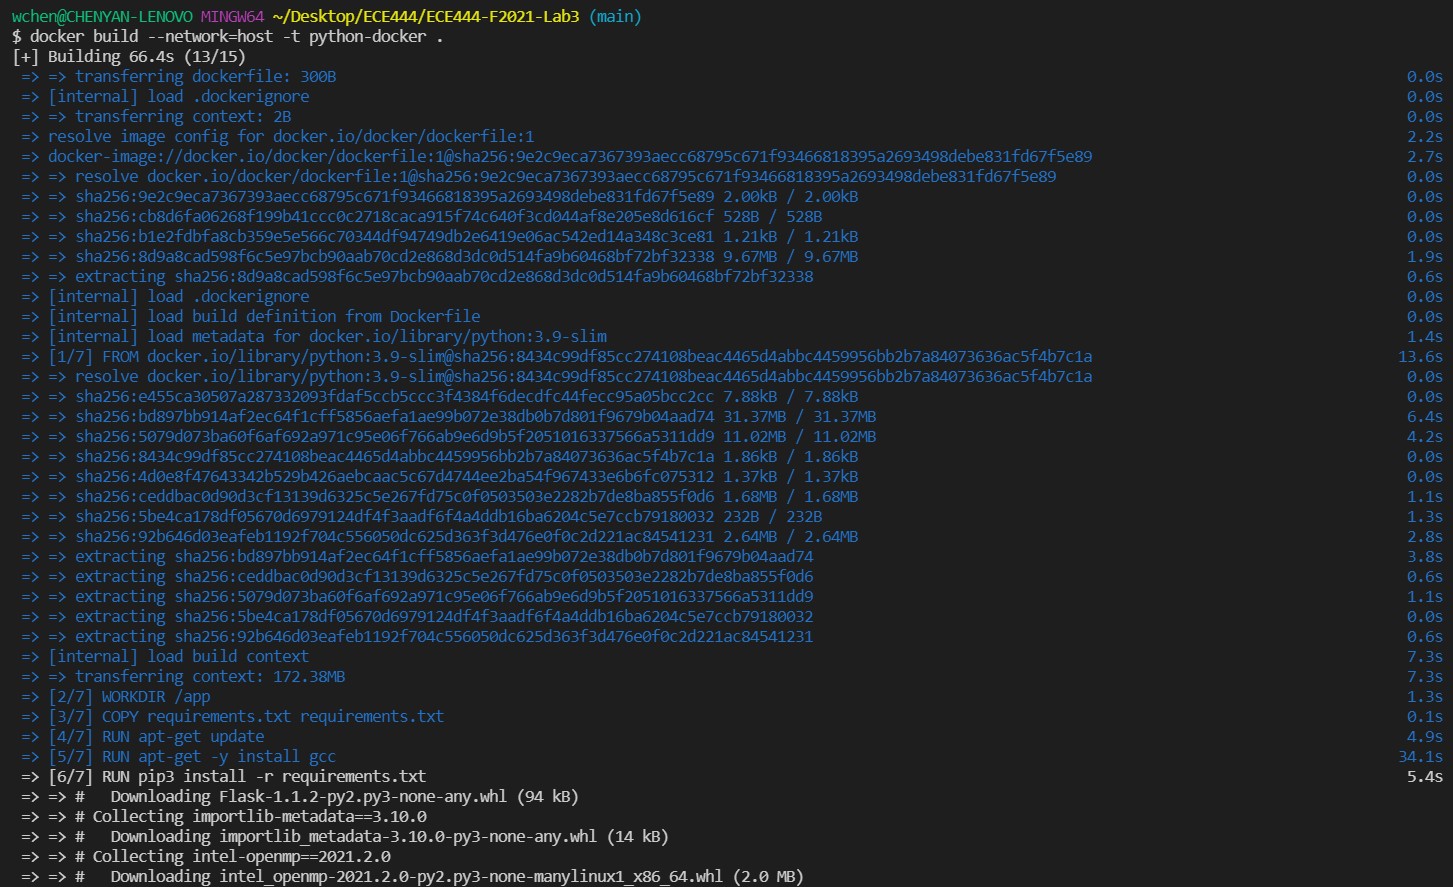 wchen@CHENYAN-LENOVO MINGW64 ~/Desktop/ECE444/ECE444-F2021-Lab3 (main)
$ docker build --network=host -t python-docker .
[+] Building 66.4s (13/15)
=> => transferring dockerfile: 300B 0.0s
=> [internal] load .dockerignore 0.0s
=> => transferring context: 2B 0.0s
=> resolve image config for docker.io/docker/dockerfile:1 2.2s
=> docker-image://docker.io/docker/dockerfile:1@sha256:9e2c9eca7367393aecc68795c671f93466818395a2693498debe831fd67f5e89 2.7s
=> => resolve docker.io/docker/dockerfile:1@sha256:9e2c9eca7367393aecc68795c671f93466818395a2693498debe831fd67f5e89 0.0s
=> => sha256:9e2c9eca7367393aecc68795c671f93466818395a2693498debe831fd67f5e89 2.00kB / 2.00kB 0.0s
=> => sha256:cb8d6fa06268f199b41ccc0c2718caca915f74c640f3cd044af8e205e8d616cf 528B / 528B 0.0s
=> => sha256:b1e2fdbfa8cb359e5e566c70344df94749db2e6419e06ac542ed14a348c3ce81 1.21kB / 1.21kB 0.0s
=> => sha256:8d9a8cad598f6c5e97bcb90aab70cd2e868d3dc0d514fa9b60468bf72bf32338 9.67MB / 9.67MB 1.9s
=> => extracting sha256:8d9a8cad598f6c5e97bcb90aab70cd2e868d3dc0d514fa9b60468bf72bf32338 0.6s
=> [internal] load .dockerignore 0.0s
=> [internal] load build definition from Dockerfile 0.0s
=> [internal] load metadata for docker.io/library/python:3.9-slim 1.4s
=> [1/7] FROM docker.io/library/python:3.9-slim@sha256:8434c99df85cc274108beac4465d4abbc4459956bb2b7a84073636ac5f4b7c1a 13.6s
=> => resolve docker.io/library/python:3.9-slim@sha256:8434c99df85cc274108beac4465d4abbc4459956bb2b7a84073636ac5f4b7c1a 0.0s
=> => sha256:e455ca30507a287332093fdaf5ccb5ccc3f4384f6decdfc44fecc95a05bcc2cc 7.88kB / 7.88kB 0.0s
=> => sha256:bd897bb914af2ec64f1cff5856aefa1ae99b072e38db0b7d801f9679b04aad74 31.37MB / 31.37MB 6.4s
=> => sha256:5079d073ba60f6af692a971c95e06f766ab9e6d9b5f2051016337566a5311dd9 11.02MB / 11.02MB 4.2s
=> => sha256:8434c99df85cc274108beac4465d4abbc4459956bb2b7a84073636ac5f4b7c1a 1.86kB / 1.86kB 0.0s
=> => sha256:4d0e8f47643342b529b426aebcaac5c67d4744ee2ba54f967433e6b6fc075312 1.37kB / 1.37kB 0.0s
=> => sha256:ceddbac0d90d3cf13139d6325c5e267fd75c0f0503503e2282b7de8ba855f0d6 1.68MB / 1.68MB 1.1s
=> => sha256:5be4ca178df05670d6979124df4f3aadf6f4a4ddb16ba6204c5e7ccb79180032 232B / 232B 1.3s
=> => sha256:92b646d03eafeb1192f704c556050dc625d363f3d476e0f0c2d221ac84541231 2.64MB / 2.64MB 2.8s
=> => extracting sha256:bd897bb914af2ec64f1cff5856aefa1ae99b072e38db0b7d801f9679b04aad74 3.8s
=> => extracting sha256:ceddbac0d90d3cf13139d6325c5e267fd75c0f0503503e2282b7de8ba855f0d6 0.6s
=> => extracting sha256:5079d073ba60f6af692a971c95e06f766ab9e6d9b5f2051016337566a5311dd9 1.1s
=> => extracting sha256:5be4ca178df05670d6979124df4f3aadf6f4a4ddb16ba6204c5e7ccb79180032 0.0s
=> => extracting sha256:92b646d03eafeb1192f704c556050dc625d363f3d476e0f0c2d221ac84541231 0.6s
=> [internal] load build context 7.3s
=> => transferring context: 172.38MB 7.3s
=> [2/7] WORKDIR /app 1.3s
=> [3/7] COPY requirements.txt requirements.txt 0.1s
=> [4/7] RUN apt-get update 4.9s
=> [5/7] RUN apt-get -y install gcc 34.1s
=> [6/7] RUN pip3 install -r requirements.txt 5.4s
=> => #   Downloading Flask-1.1.2-py2.py3-none-any.whl (94 kB)
=> => # Collecting importlib-metadata==3.10.0
=> => #   Downloading importlib_metadata-3.10.0-py3-none-any.whl (14 kB)
=> => # Collecting intel-openmp==2021.2.0
=> => #   Downloading intel_openmp-2021.2.0-py2.py3-none-manylinux1_x86_64.whl (2.0 MB)